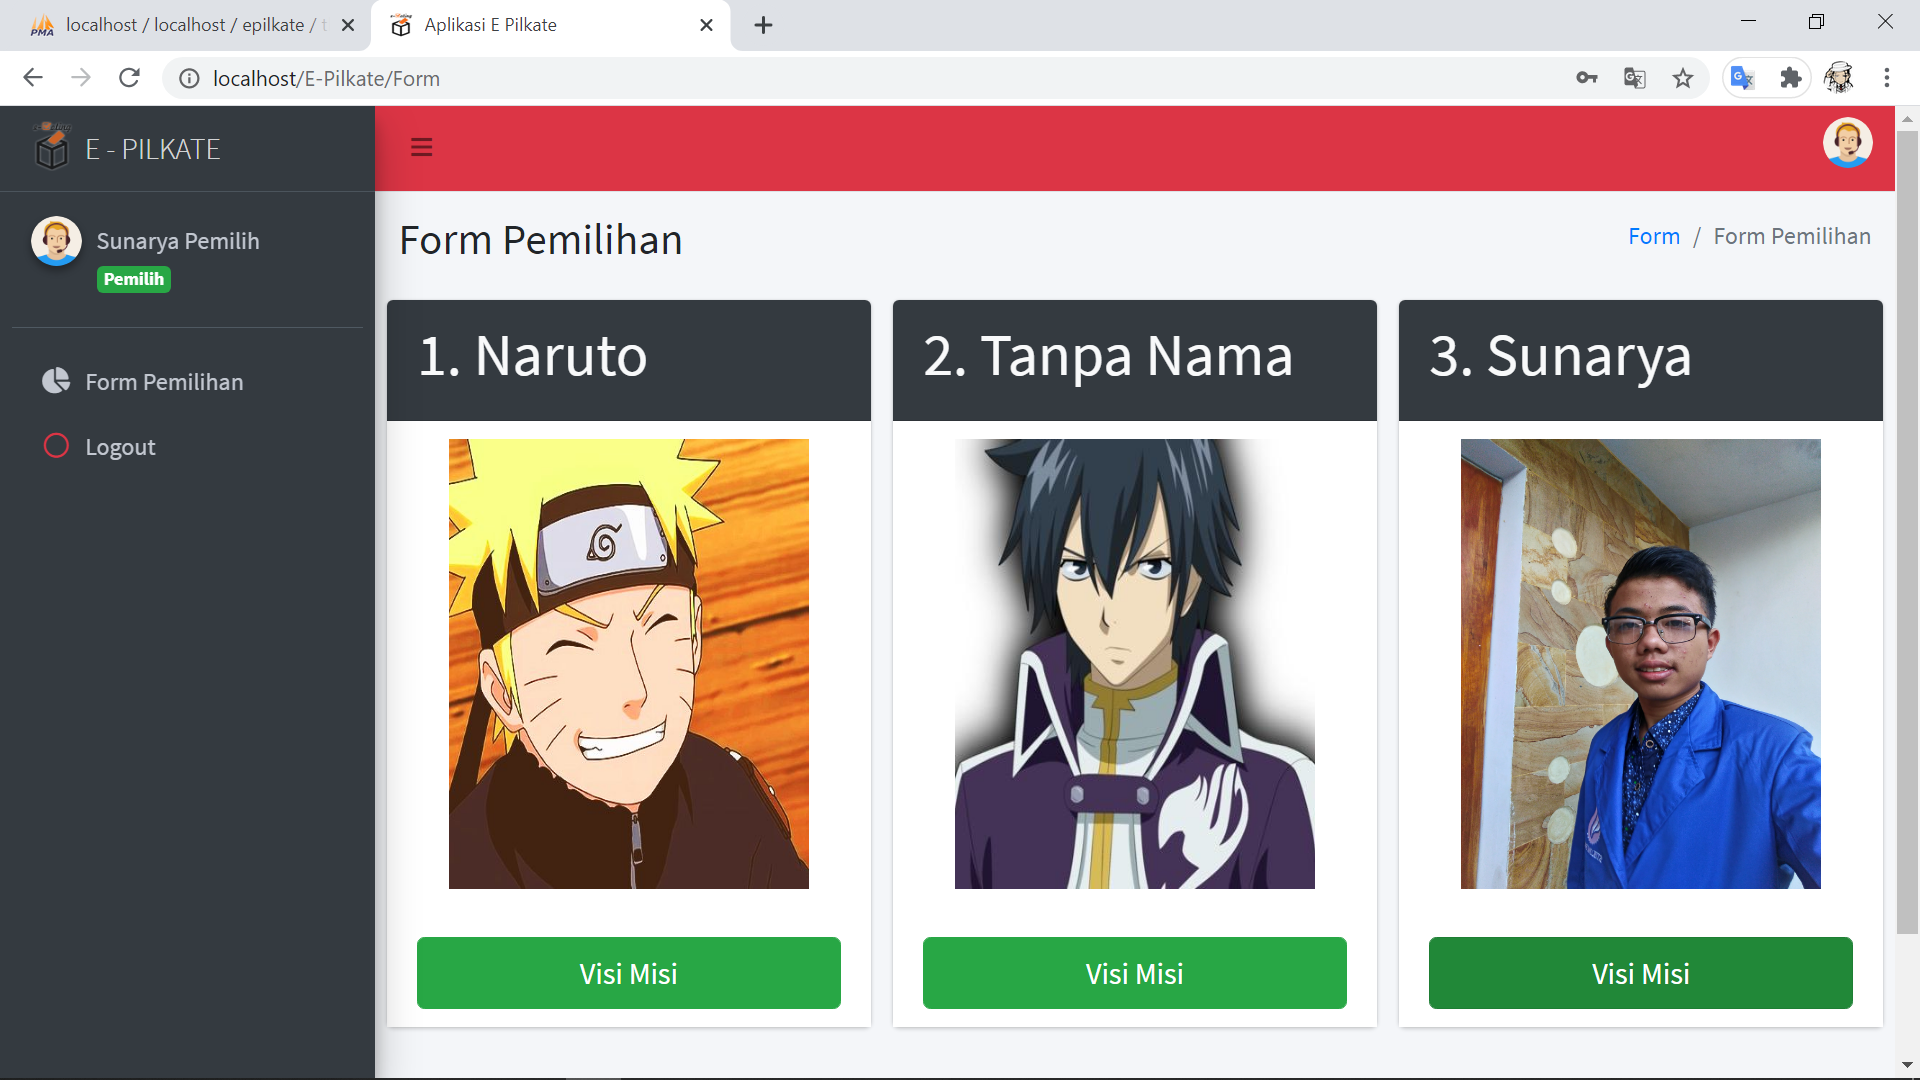 localhost / localhost / epilkate / t
Aplikasi E Pilkate
localhost/E-Pilkate/Form
E - PILKATE
Sunarya Pemilih
Pemilih
Form Pemilihan
Logout
Form Pemilihan
Form / Form Pemilihan
1. Naruto
2. Tanpa Nama
3. Sunarya
Visi Misi
Visi Misi
Visi Misi